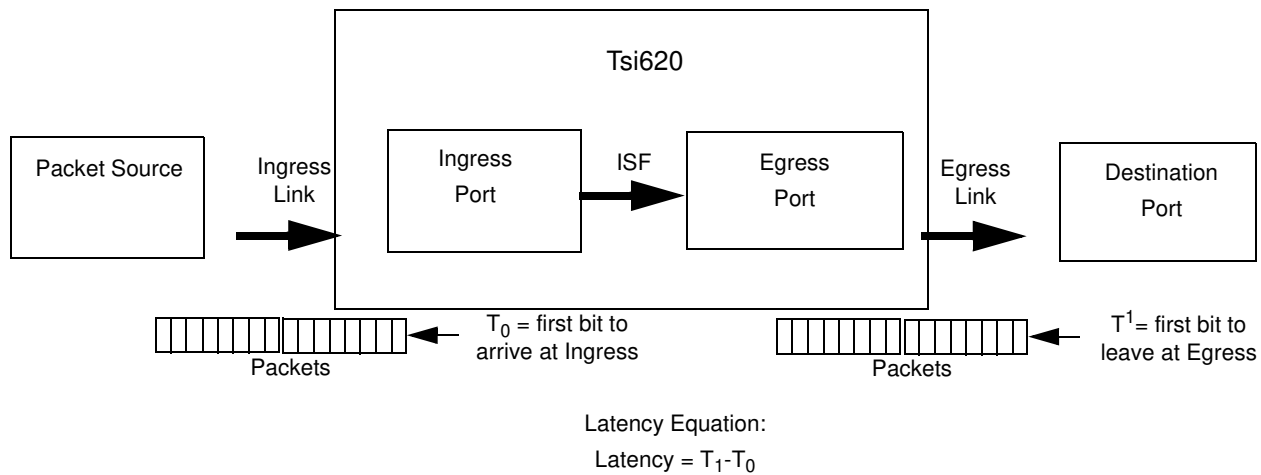 Tsi620
Packet Source
Ingress
Link
Ingress
Port
ISF
Egress
Port
Egress
Link
Destination
Port
T₀ = first bit to
arrive at Ingress
Packets
T¹= first bit to
leave at Egress
Packets
Latency Equation:
Latency = T₁-T₀